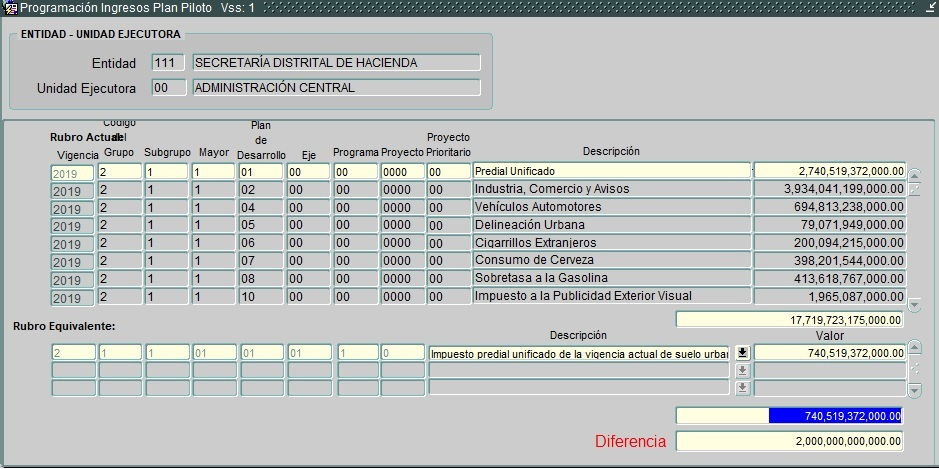 Programación Ingresos Plan Piloto Vss: 1
ENTIDAD - UNIDAD EJECUTORA
Entidad 111 SECRETARÍA DISTRITAL DE HACIENDA
Unidad Ejecutora 00 ADMINISTRACIÓN CENTRAL
Rubro Actual:
Vigencia Codigo del Grupo Subgrupo Mayor Plan de Desarrollo Eje Programa Proyecto Proyecto Prioritario Descripción
2019 2 1 1 01 00 00 0000 00 Predial Unificado 2,740,519,372,000.00
2019 2 1 1 02 00 00 0000 00 Industria, Comercio y Avisos 3,934,041,199,000.00
2019 2 1 1 04 00 00 0000 00 Vehículos Automotores 694,813,238,000.00
2019 2 1 1 05 00 00 0000 00 Delineación Urbana 79,071,949,000.00
2019 2 1 1 06 00 00 0000 00 Cigarrillos Extranjeros 200,094,215,000.00
2019 2 1 1 07 00 00 0000 00 Consumo de Cerveza 398,201,544,000.00
2019 2 1 1 08 00 00 0000 00 Sobretasa a la Gasolina 413,618,767,000.00
2019 2 1 1 10 00 00 0000 00 Impuesto a la Publicidad Exterior Visual 1,965,087,000.00
17,719,723,175,000.00
Rubro Equivalente:
Descripción Valor
2 1 1 01 01 01 1 0 Impuesto predial unificado de la vigencia actual de suelo urba 740,519,372,000.00
740,519,372,000.00
Diferencia 2,000,000,000,000.00